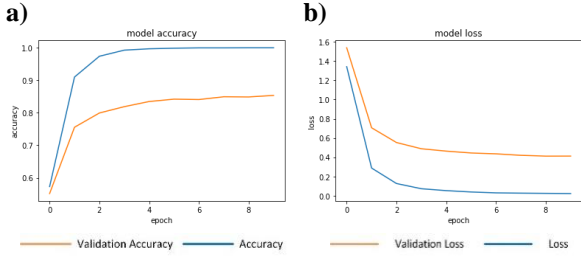 a)
model accuracy
accuracy
1.0
0.9
0.8
0.7
0.6
0 2 4 6 8
epoch
Validation Accuracy Accuracy
b)
model loss
loss
1.6
1.4
1.2
1.0
0.8
0.6
0.4
0.2
0.0
0 2 4 6 8
epoch
Validation Loss Loss